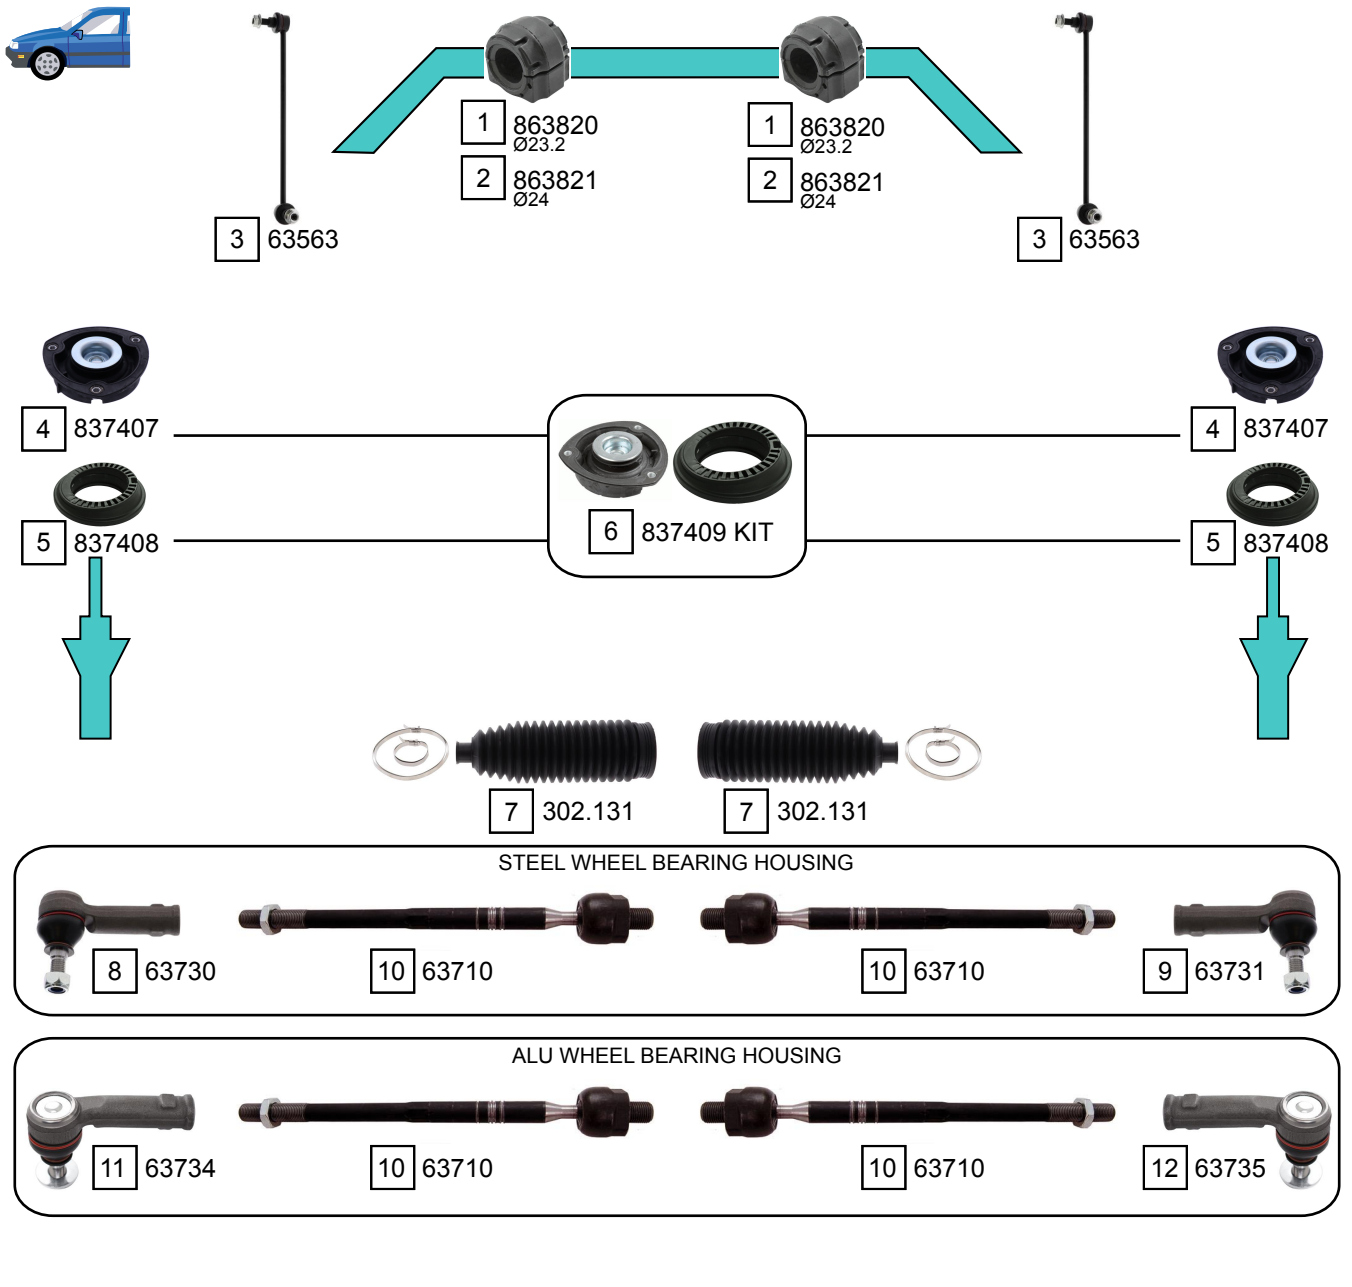 1 863820 1 863820
Ø23.2 Ø23.2
2 863821 2 863821
Ø24 Ø24
3 63563 3 63563
4 837407 4 837407
6 837409 KIT
5 837408 5 837408
7 302.131 7 302.131
STEEL WHEEL BEARING HOUSING
8 63730 10 63710 10 63710 9 63731
ALU WHEEL BEARING HOUSING
11 63734 10 63710 10 63710 12 63735